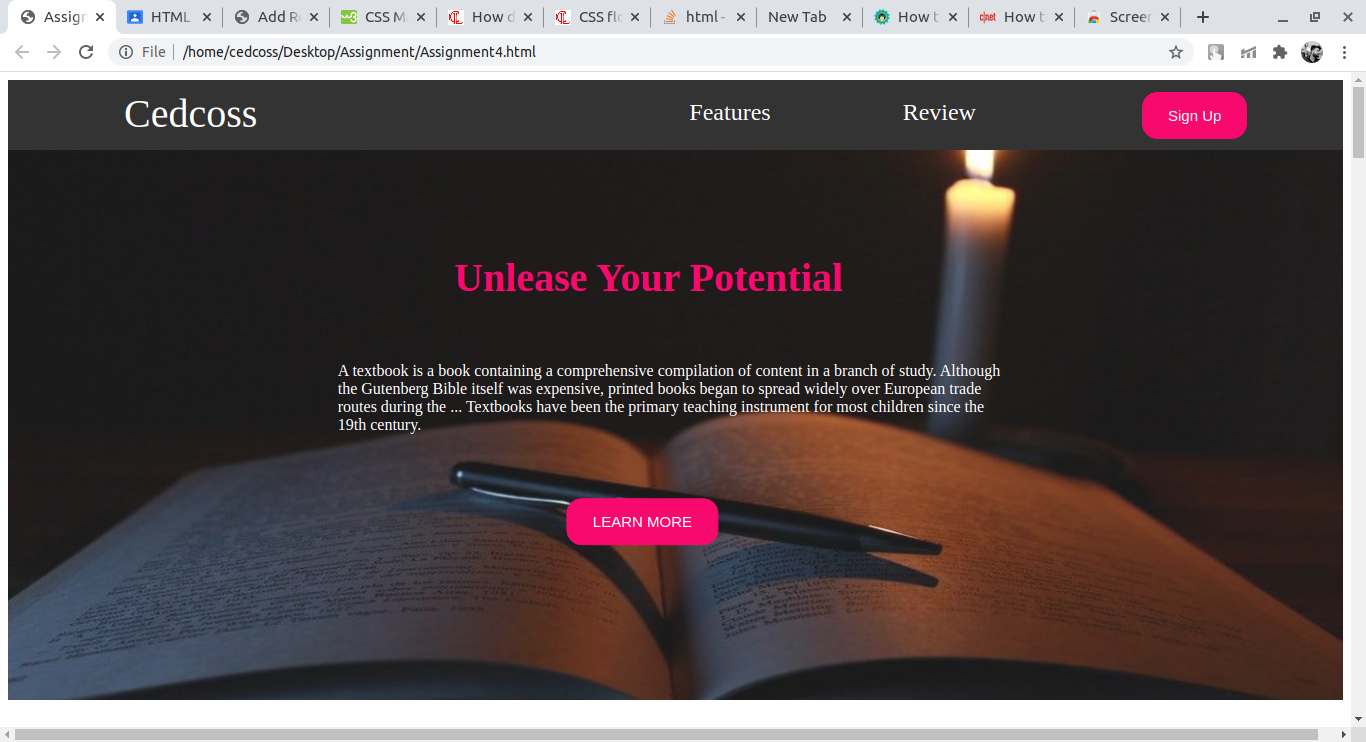 Assign
HTML
Add R
CSS M
How d
CSS flo
html -
New Tab
How t
How t
Screen
File
/home/cedcoss/Desktop/Assignment/Assignment4.html
Cedcoss
Features
Review
Sign Up
Unlease Your Potential
A textbook is a book containing a comprehensive compilation of content in a branch of study. Although
the Gutenberg Bible itself was expensive, printed books began to spread widely over European trade
routes during the ... Textbooks have been the primary teaching instrument for most children since the
19th century.
LEARN MORE